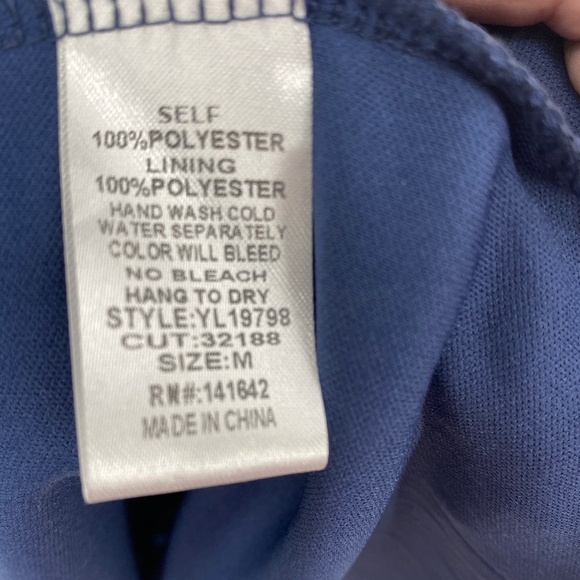 SELF
100%POLYESTER
LINING
100%POLYESTER
HAND WASH COLD
WATER SEPARATELY
COLOR WILL BLEED
NO BLEACH
HANG TO DRY
STYLE:YL19798
CUT:32188
SIZE:M
RN#:141642
MADE IN CHINA